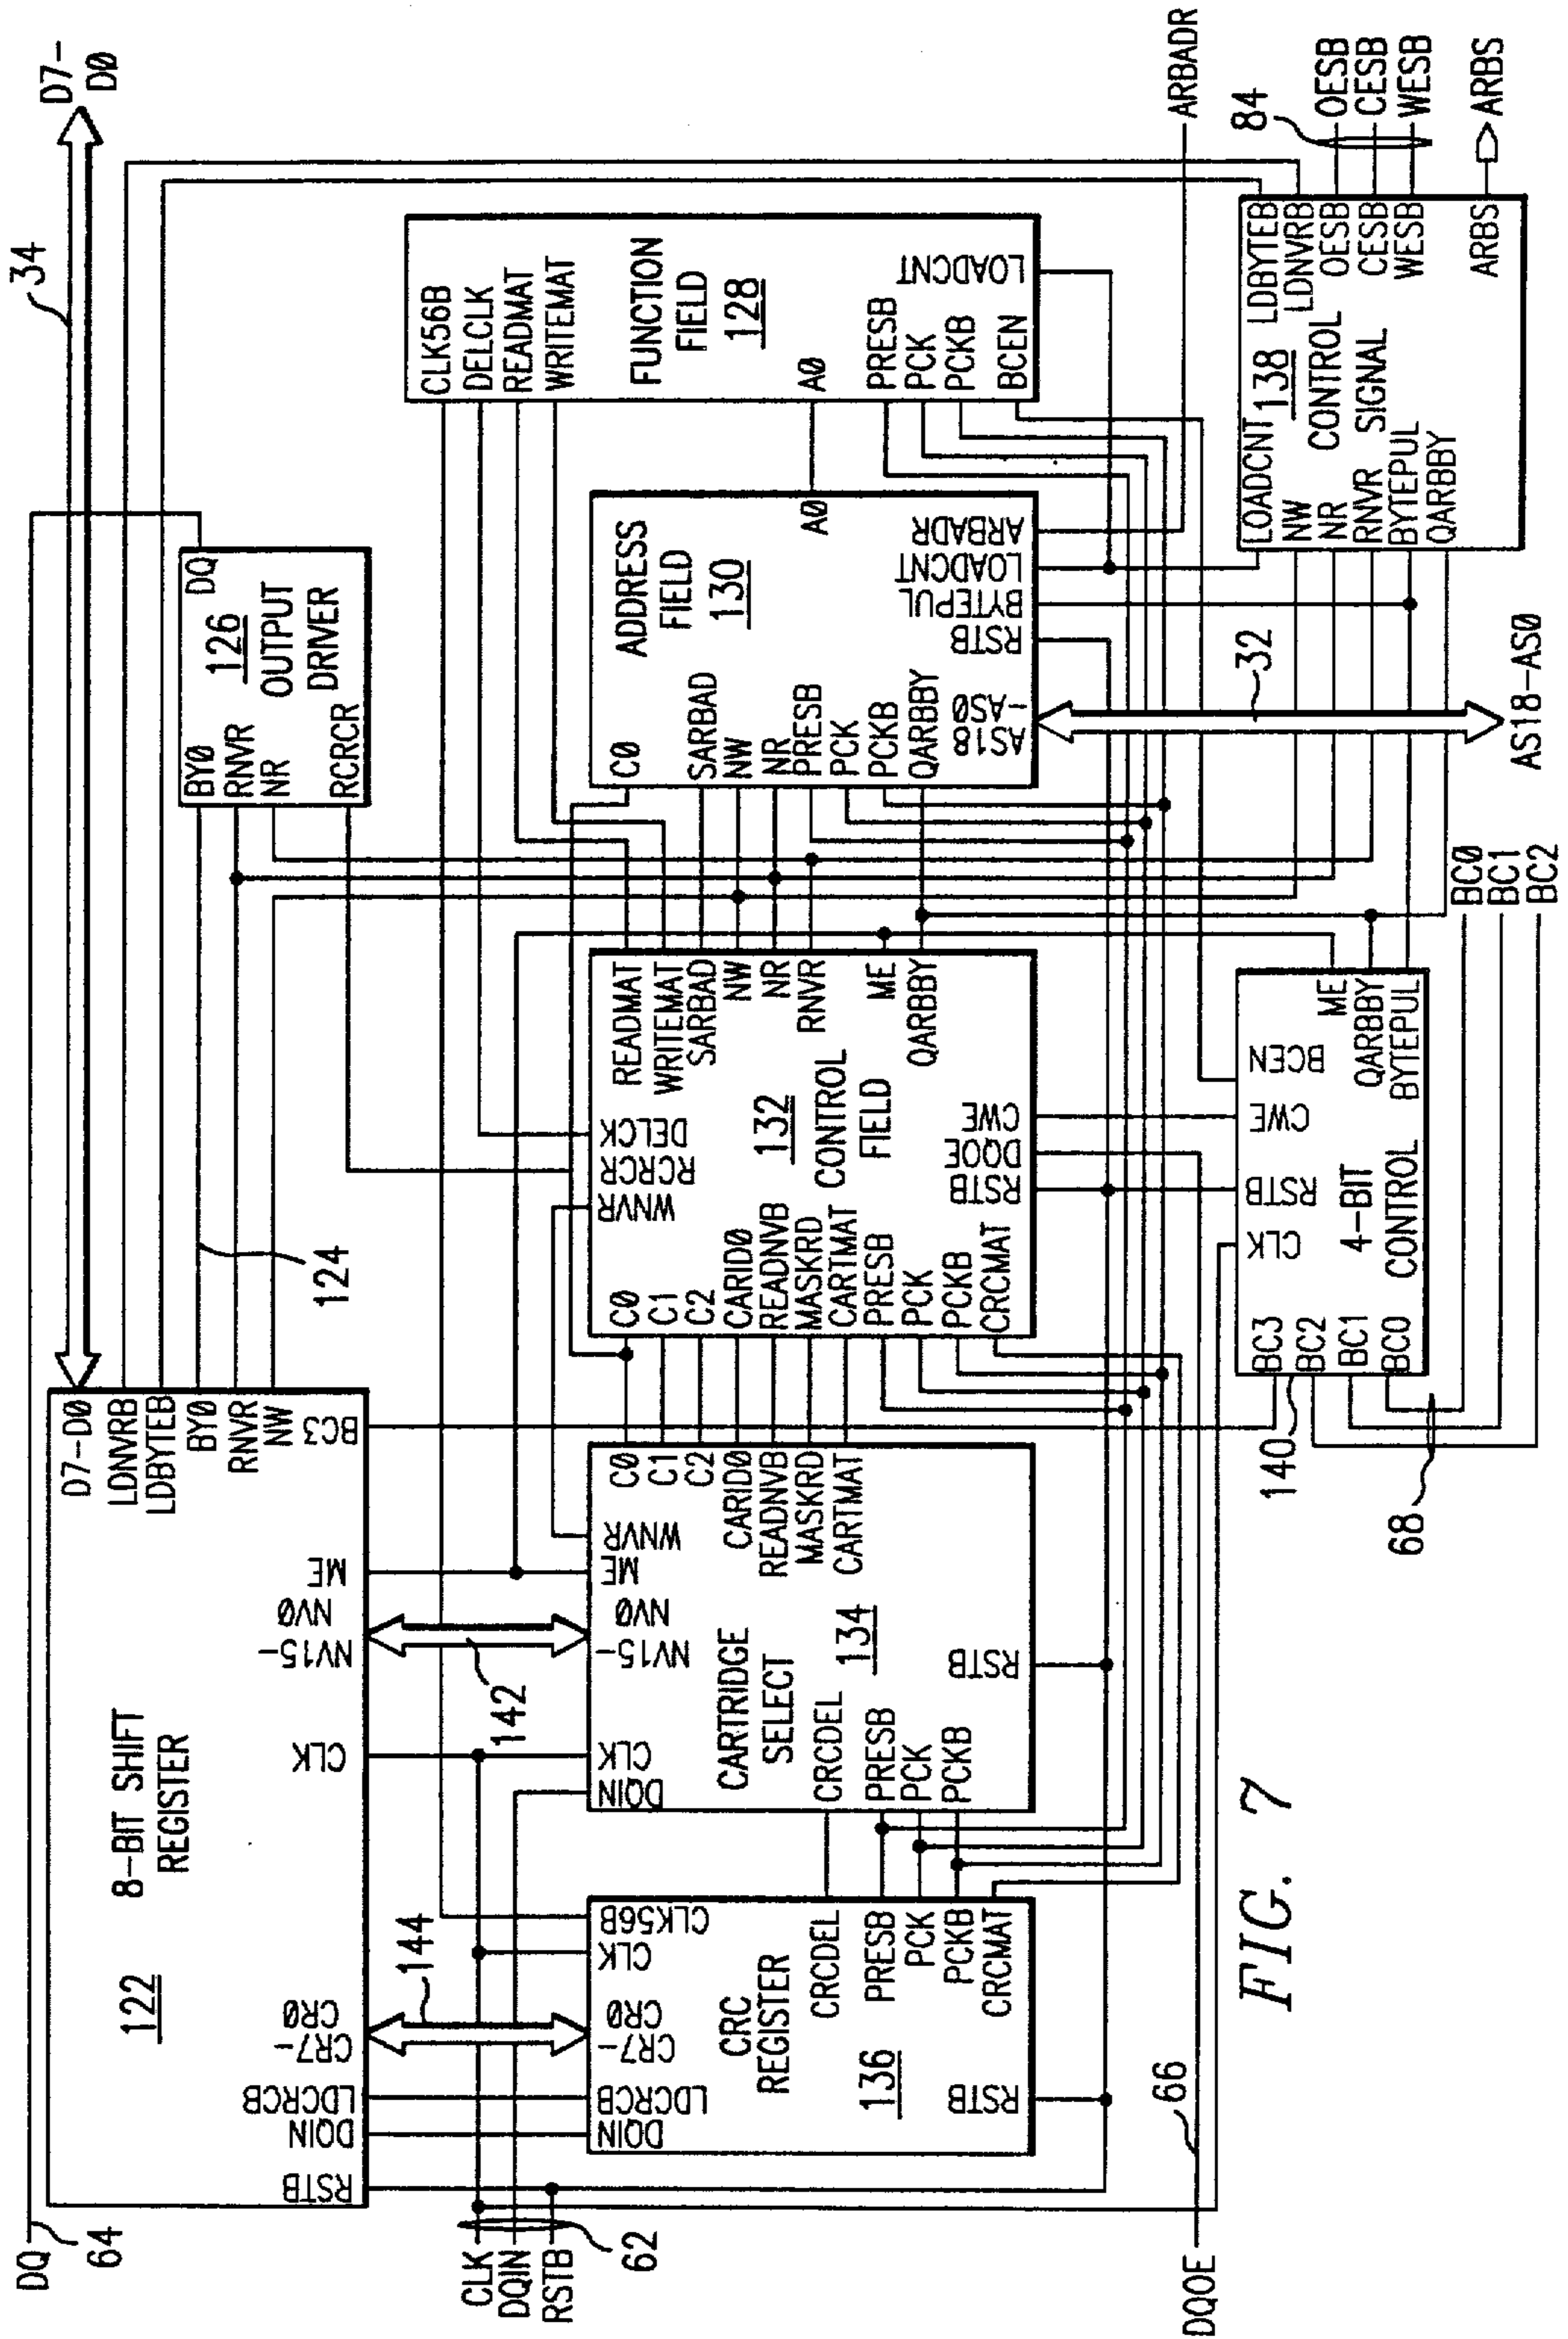 DQ
64
D7-
D0
34
8-BIT SHIFT
REGISTER
122
D7-D0
LDNVRB
LDBYTEB
BY0
RNVR
NW
BC3
ME
NV15-
NV0
CLK
CR7-
CR0
LDCRCB
DQIN
RSTB
126
OUTPUT
DRIVER
DQ
BY0
RNVR
NR
RCRCR
124
142
144
CLK
DQIN
RSTB
62
CRC
REGISTER
136
DQIN
LDCRCB
CR7-
CR0
CLK
CLK56B
CRCDEL
PRESB
PCK
PCKB
CRCMAT
RSTB
CARTRIDGE
SELECT
134
DQIN
CLK
NV15-
NV0
ME
WNVR
C0
C1
C2
CARID0
READNVB
MASKRD
CARTMAT
CRCDEL
PRESB
PCK
PCKB
RSTB
132
CONTROL
FIELD
WNVR
RCRCR
DELCK
C0
C1
C2
CARID0
READNVB
MASKRD
CARTMAT
PRESB
PCK
PCKB
CRCMAT
READMAT
WRITEMAT
SARBAD
NW
NR
RNVR
ME
QARBBY
RSTB
DQOE
CWE
ADDRESS
FIELD
130
C0
SARBAD
NW
NR
PRESB
PCK
PCKB
QARBBY
A0
AS18
-AS0
RSTB
BYTEPUL
LOADCNT
ARBADR
FUNCTION
FIELD
128
CLK56B
DELCLK
READMAT
WRITEMAT
A0
PRESB
PCK
PCKB
BCEN
LOADCNT
ARBADR
138
CONTROL
SIGNAL
LOADCNT
NW
NR
RNVR
BYTEPUL
QARBBY
LDBYTEB
LDNVRB
OESB
CESB
WESB
ARBS
84
OESB
CESB
WESB
ARBS
32
AS18-AS0
4-BIT
CONTROL
140
CLK
RSTB
CWE
BCEN
ME
QARBBY
BYTEPUL
BC3
BC2
BC1
BC0
68
BC0
BC1
BC2
DQOE
66
FIG. 7